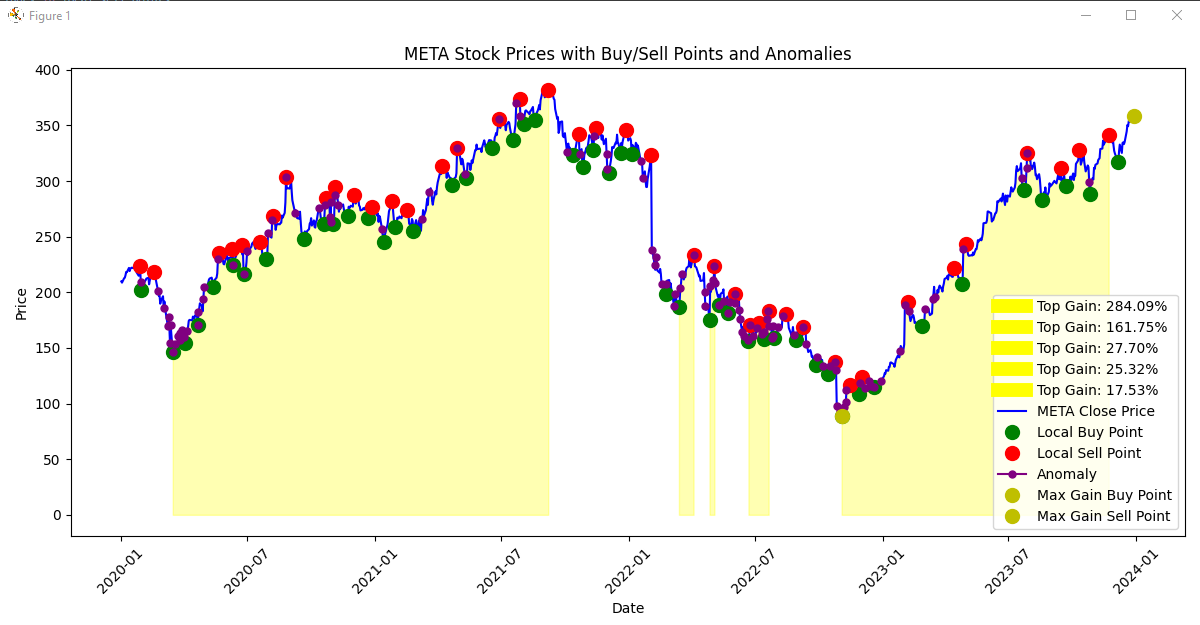 Figure 1
META Stock Prices with Buy/Sell Points and Anomalies
400
350
300
250
200
150
100
50
0
Price
2020-01
2020-07
2021-01
2021-07
2022-01
2022-07
2023-01
2023-07
2024-01
Date
Top Gain: 284.09%
Top Gain: 161.75%
Top Gain: 27.70%
Top Gain: 25.32%
Top Gain: 17.53%
META Close Price
Local Buy Point
Local Sell Point
Anomaly
Max Gain Buy Point
Max Gain Sell Point